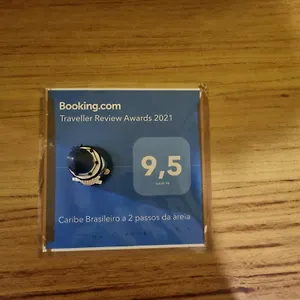 Booking.com
Traveller Review Awards 2021
9,5
Caribe Brasileiro a 2 passos da areia